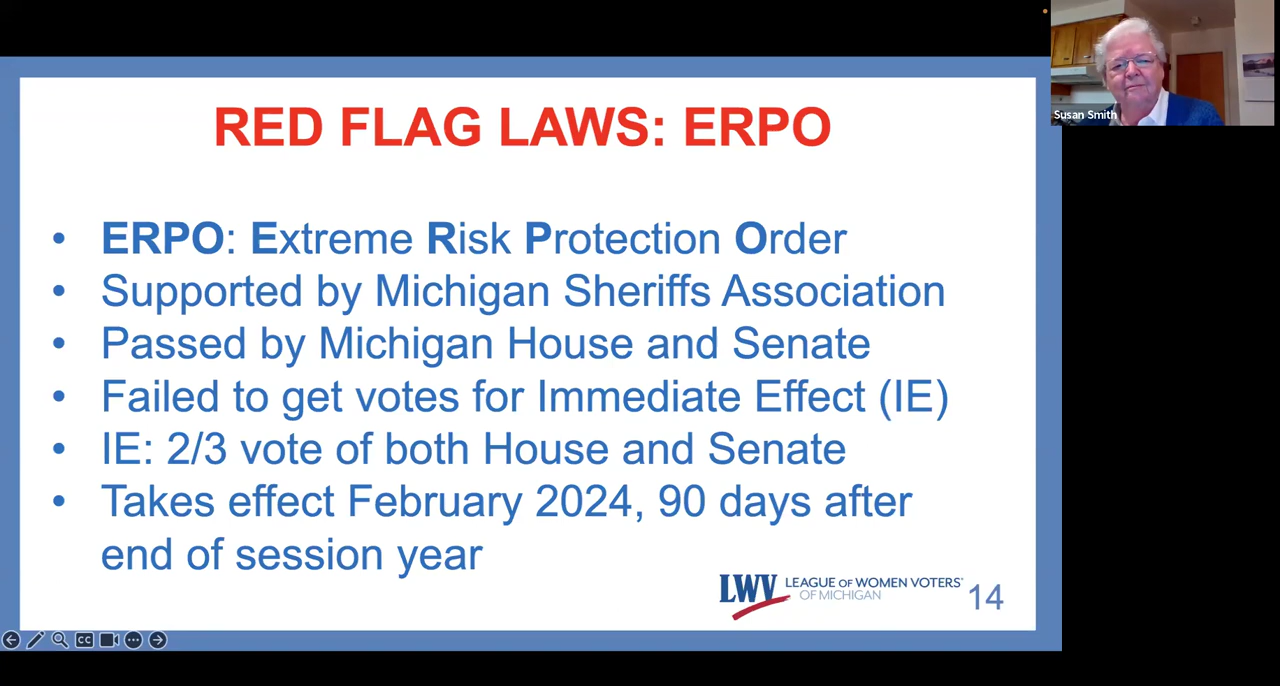 RED FLAG LAWS: ERPO
• ERPO: Extreme Risk Protection Order
• Supported by Michigan Sheriffs Association
• Passed by Michigan House and Senate
• Failed to get votes for Immediate Effect (IE)
• IE: 2/3 vote of both House and Senate
• Takes effect February 2024, 90 days after
end of session year
LWV LEAGUE OF WOMEN VOTERS®
OF MICHIGAN
14
CC
Susan Smith